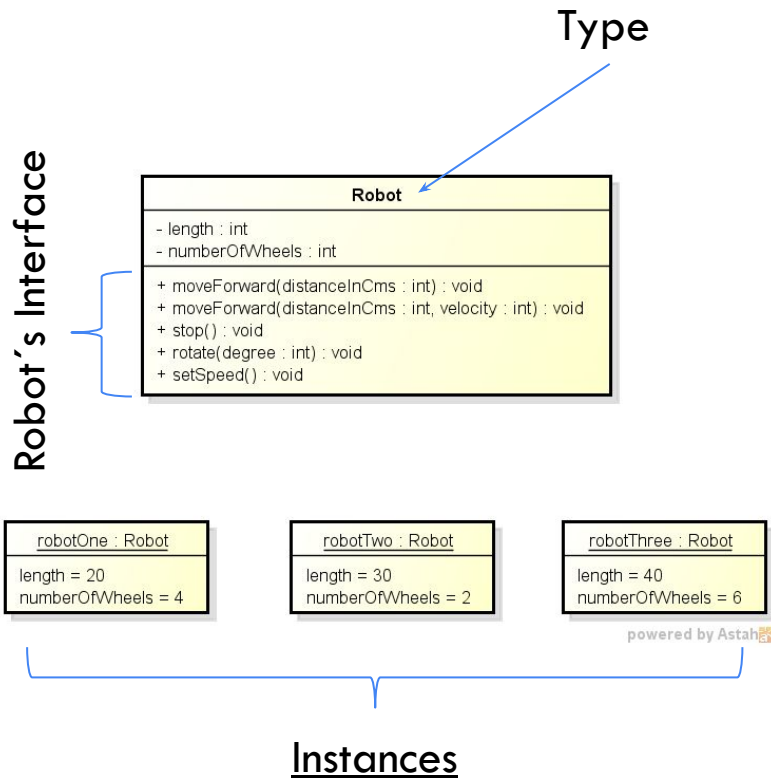 Type
Robot´s Interface
Robot
- length : int
- numberOfWheels : int
+ moveForward(distanceInCms : int) : void
+ moveForward(distanceInCms : int, velocity : int) : void
+ stop() : void
+ rotate(degree : int) : void
+ setSpeed() : void
robotOne : Robot
length = 20
numberOfWheels = 4
robotTwo : Robot
length = 30
numberOfWheels = 2
robotThree : Robot
length = 40
numberOfWheels = 6
powered by Astah
Instances